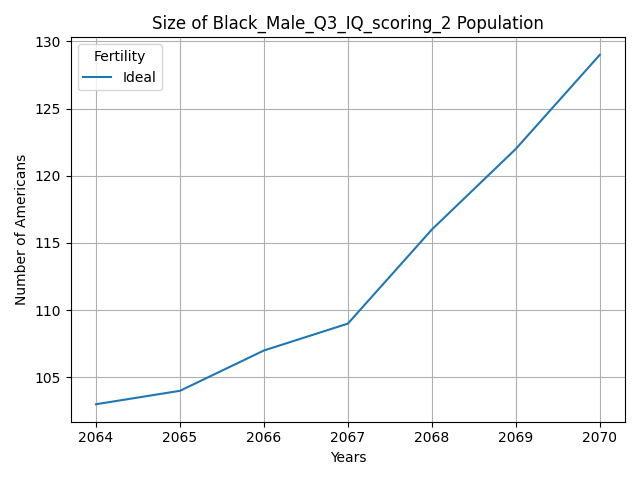 Size of Black_Male_Q3_IQ_scoring_2 Population
Fertility
Ideal
Number of Americans
130
125
120
115
110
105
2064 2065 2066 2067 2068 2069 2070
Years